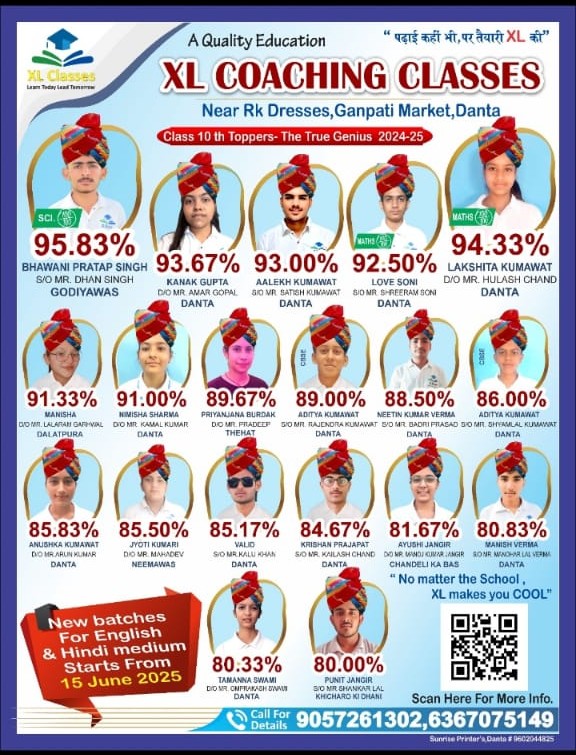 XL Classes
Learn Today Lead Tomorrow
A Quality Education
“ पढ़ाई कहीं भी,पर तैयारी XL की”
XL COACHING CLASSES
Near Rk Dresses,Ganpati Market,Danta
Class 10 th Toppers- The True Genius 2024-25
SCI. 100
95.83%
BHAWANI PRATAP SINGH
S/O MR. DHAN SINGH
GODIYAWAS
93.67%
KANAK GUPTA
D/O MR. AMAR GOPAL
DANTA
93.00%
AALEKH KUMAWAT
S/O MR. SATISH KUMAWAT
DANTA
MATHS 100
92.50%
LOVE SONI
S/O MR. SHREERAM SONI
DANTA
MATHS 100
94.33%
LAKSHITA KUMAWAT
D/O MR. HULASH CHAND
DANTA
91.33%
MANISHA
D/O MR. LALARAM GARHWAL
DALATPURA
91.00%
NIMISHA SHARMA
D/O MR. KAMAL KUMAR
DANTA
89.67%
PRIYANJANA BURDAK
D/O MR. PRADEEP
THEHAT
CBSE
89.00%
ADITYA KUMAWAT
S/O MR. RAJENDRA KUMAWAT
DANTA
88.50%
NEETIN KUMAR VERMA
S/O MR. BADRI PRASAD
DANTA
CBSE
86.00%
ADITYA KUMAWAT
S/O MR. SHYAMLAL KUMAWAT
DANTA
85.83%
ANUSHKA KUMAWAT
D/O MR.ARUN KUMAR
DANTA
85.50%
JYOTI KUMARI
D/O MR. MAHADEV
NEEMAWAS
85.17%
VALID
S/O MR.KALU KHAN
DANTA
84.67%
KRISHAN PRAJAPAT
S/O MR. KAILASH CHAND
DANTA
81.67%
AYUSHI JANGIR
D/O MR. MANOJ KUMAR JANGIR
CHANDELI KA BAS
80.83%
MANISH VERMA
S/O MR. MANOHAR LAL VERMA
DANTA
80.33%
TAMANNA SWAMI
D/O MR. OMPRAKASH SWAMI
DANTA
80.00%
PUNIT JANGIR
S/O MR SHANKAR LAL
KHICHARO KI DHANI
“ No matter the School ,
XL makes you COOL”
New batches
For English
& Hindi medium
Starts From
15 June 2025
Scan Here For More Info.
Call For
Details
9057261302,6367075149
Sunrise Printer's,Danta # 9602044825